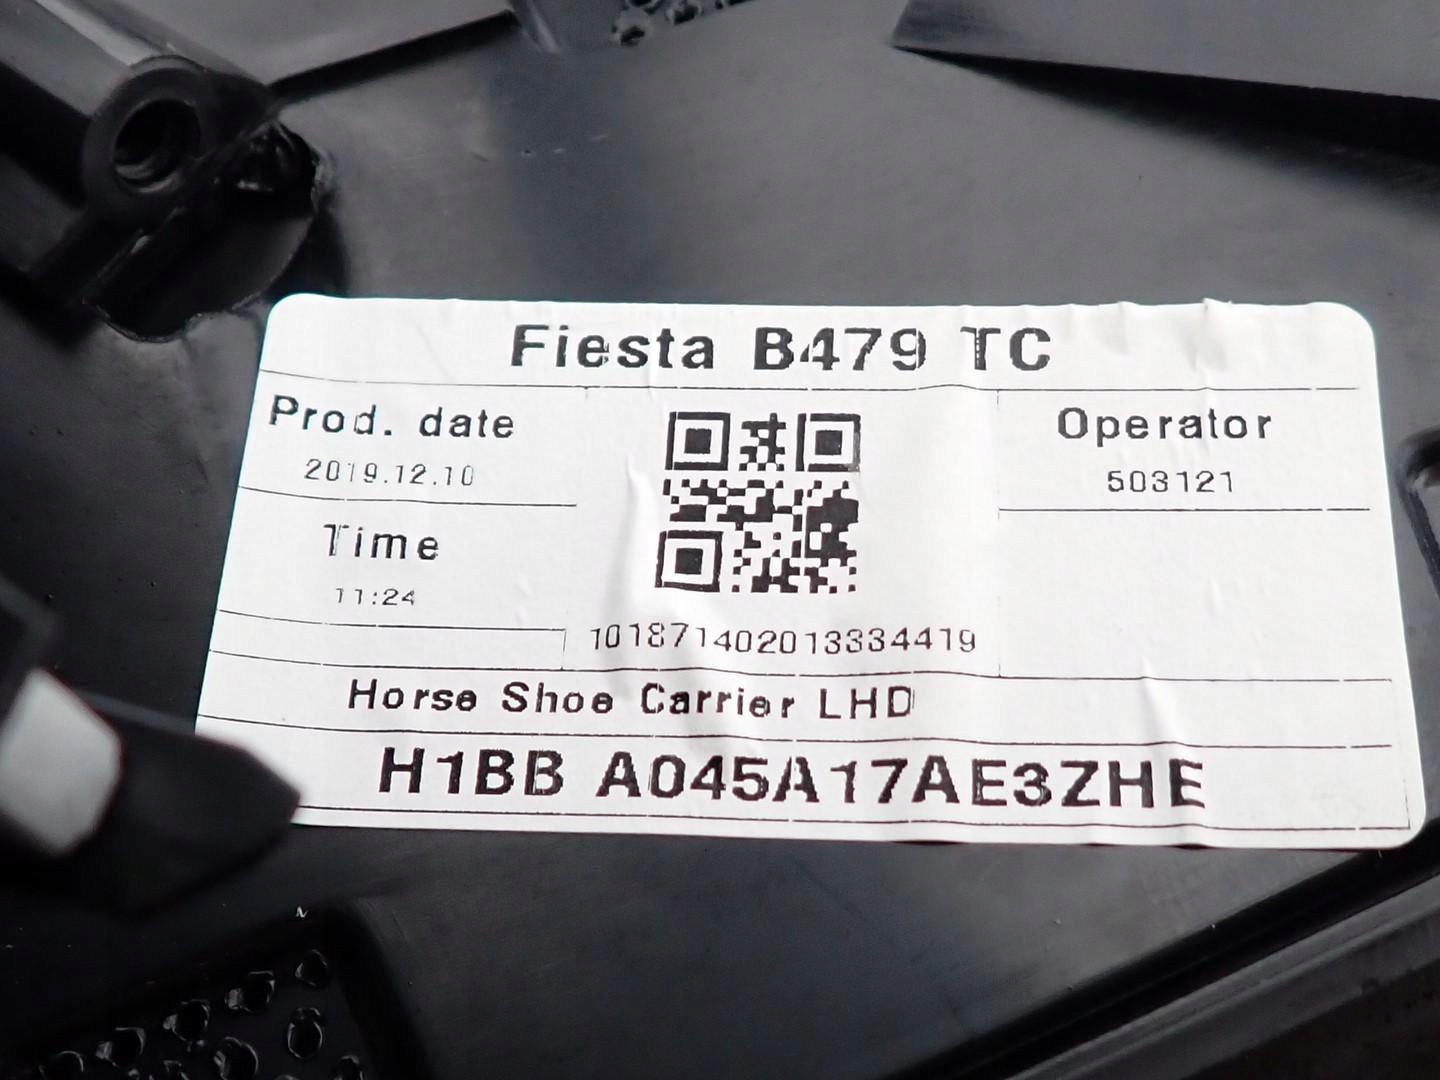 Fiesta B479 TC
Prod. date
2019.12.10
Operator
503121
Time
11:24
101871402013334419
Horse Shoe Carrier LHD
H1BB A045A17AE3ZHE